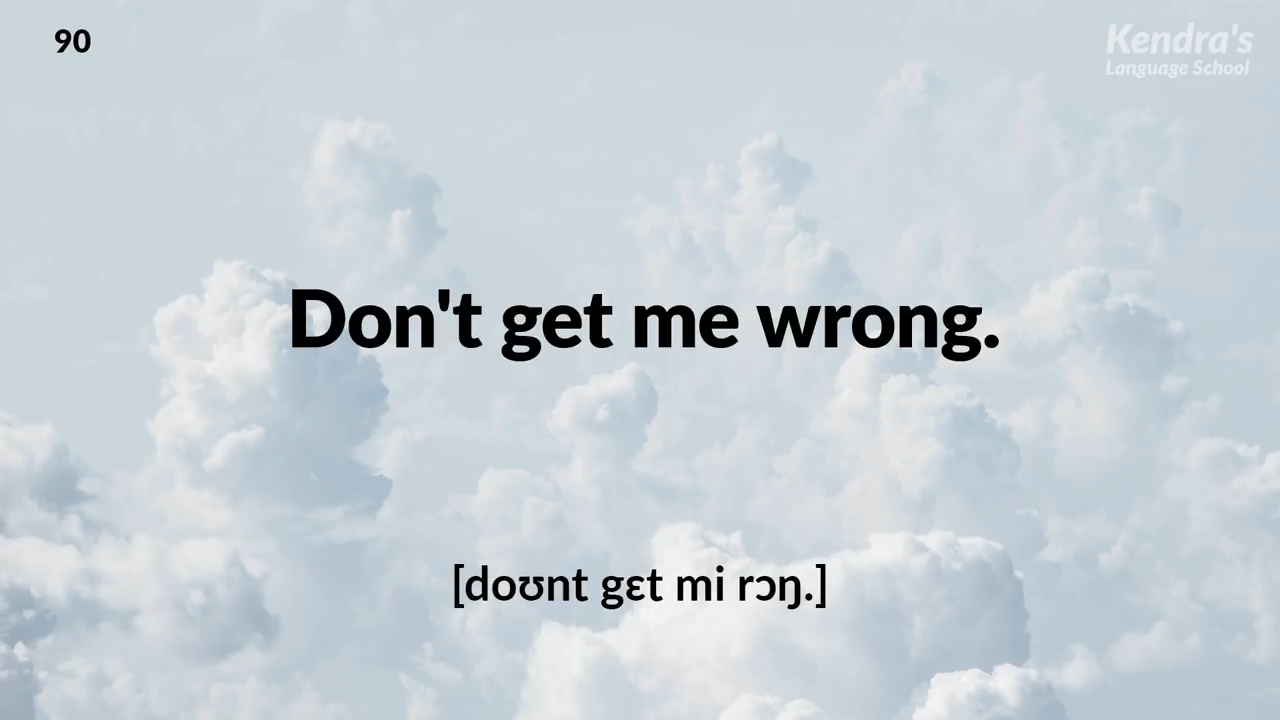 90
Kendra's
Language School
Don't get me wrong.
[doʊnt gɛt mi rɔŋ.]